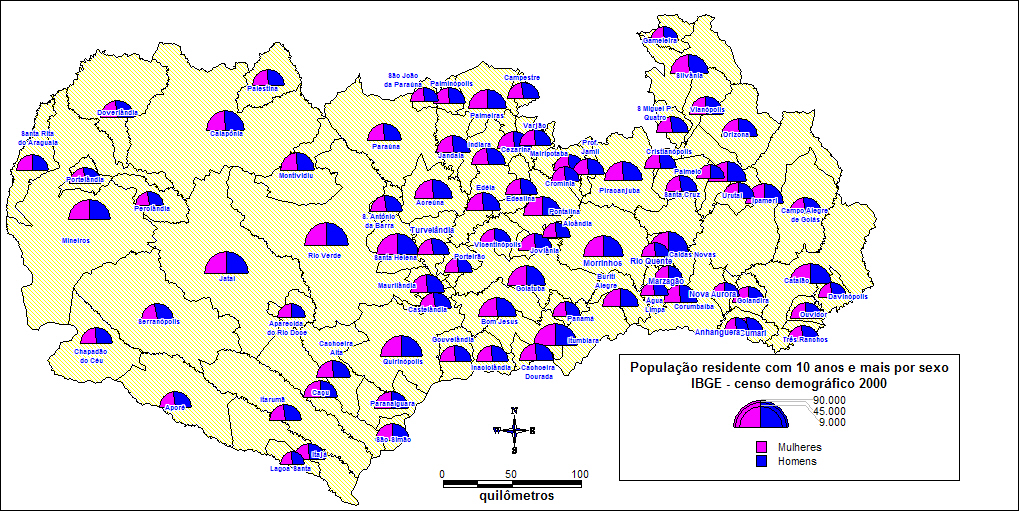 Gameleira
Silvânia
São João
da Paraúna
Palminópolis
Campestre
Palestina
Doverlândia
Palmeiras
Vianópolis
S Miguel P.
Quatro
Orizona
Santa Rita
do Araguaia
Caiapônia
Paraúna
Varjão
Indiara
Cezarina
Mairipotaba
Prof.
Jamil
Jandaia
Cristianópolis
Portelândia
Montividiu
Cromínia
Piracanjuba
Palmelo
Santa Cruz
Urutaí
Ipameri
Perolândia
Acreúna
Edéia
Edealina
Pontalina
Campo Alegre
de Goiás
Mineiros
S. António
da Barra
Turvelândia
Aloândia
Rio Verde
Santa Helena
Vicentinópolis
Joviânia
Porteirão
Morrinhos
Rio Quente
Caldas Novas
Jataí
Maurilândia
Goiatuba
Buriti
Alegre
Marzagão
Catalão
Castelândia
Água
Limpa
Corumbaíba
Nova Aurora
Goiandira
Davinópolis
Serranópolis
Aparecida
do Rio Doce
Bom Jesus
Panamá
Ouvidor
Anhanguera
Cumari
Três Ranchos
Chapadão
do Céu
Cachoeira
Alta
Quirinópolis
Gouvelândia
Inaciolândia
Cachoeira
Dourada
Itumbiara
Caçu
Aporé
Itarumã
Paranaiguara
São Simão
Itajá
Lagoa Santa
N
W
E
S
0
50
100
quilômetros
População residente com 10 anos e mais por sexo
IBGE - censo demográfico 2000
90.000
45.000
9.000
Mulheres
Homens